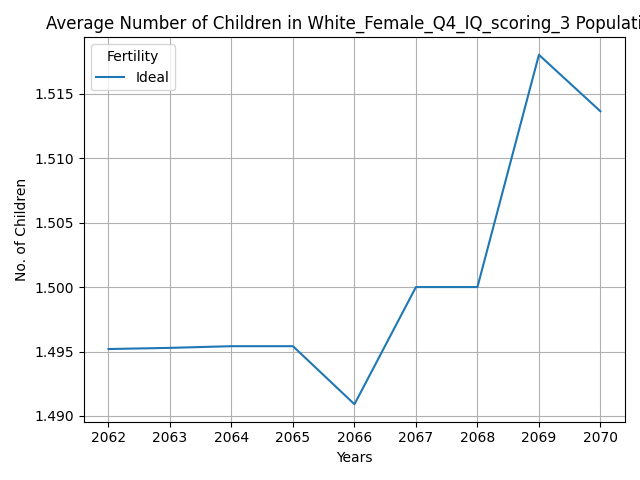 Average Number of Children in White_Female_Q4_IQ_scoring_3 Populati
Fertility
Ideal
1.515
1.510
1.505
1.500
1.495
1.490
No. of Children
2062 2063 2064 2065 2066 2067 2068 2069 2070
Years